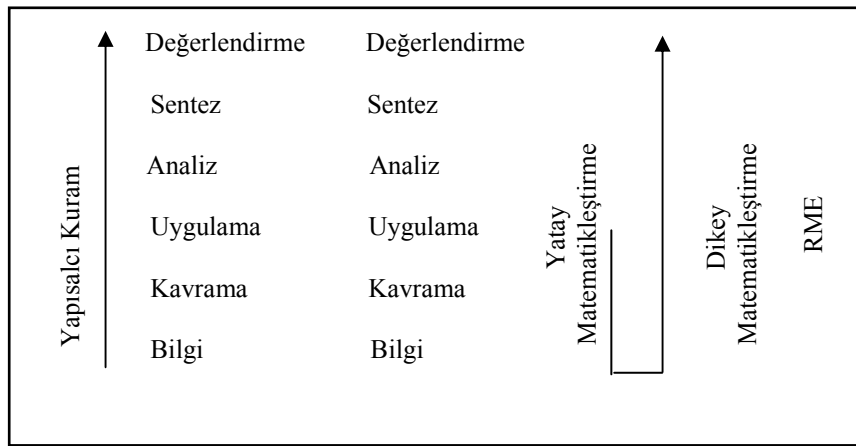 Yapısalcı Kuram
Değerlendirme
Sentez
Analiz
Uygulama
Kavrama
Bilgi
Değerlendirme
Sentez
Analiz
Uygulama
Kavrama
Bilgi
Yatay
Matematikleştirme
Dikey
Matematikleştirme
RME